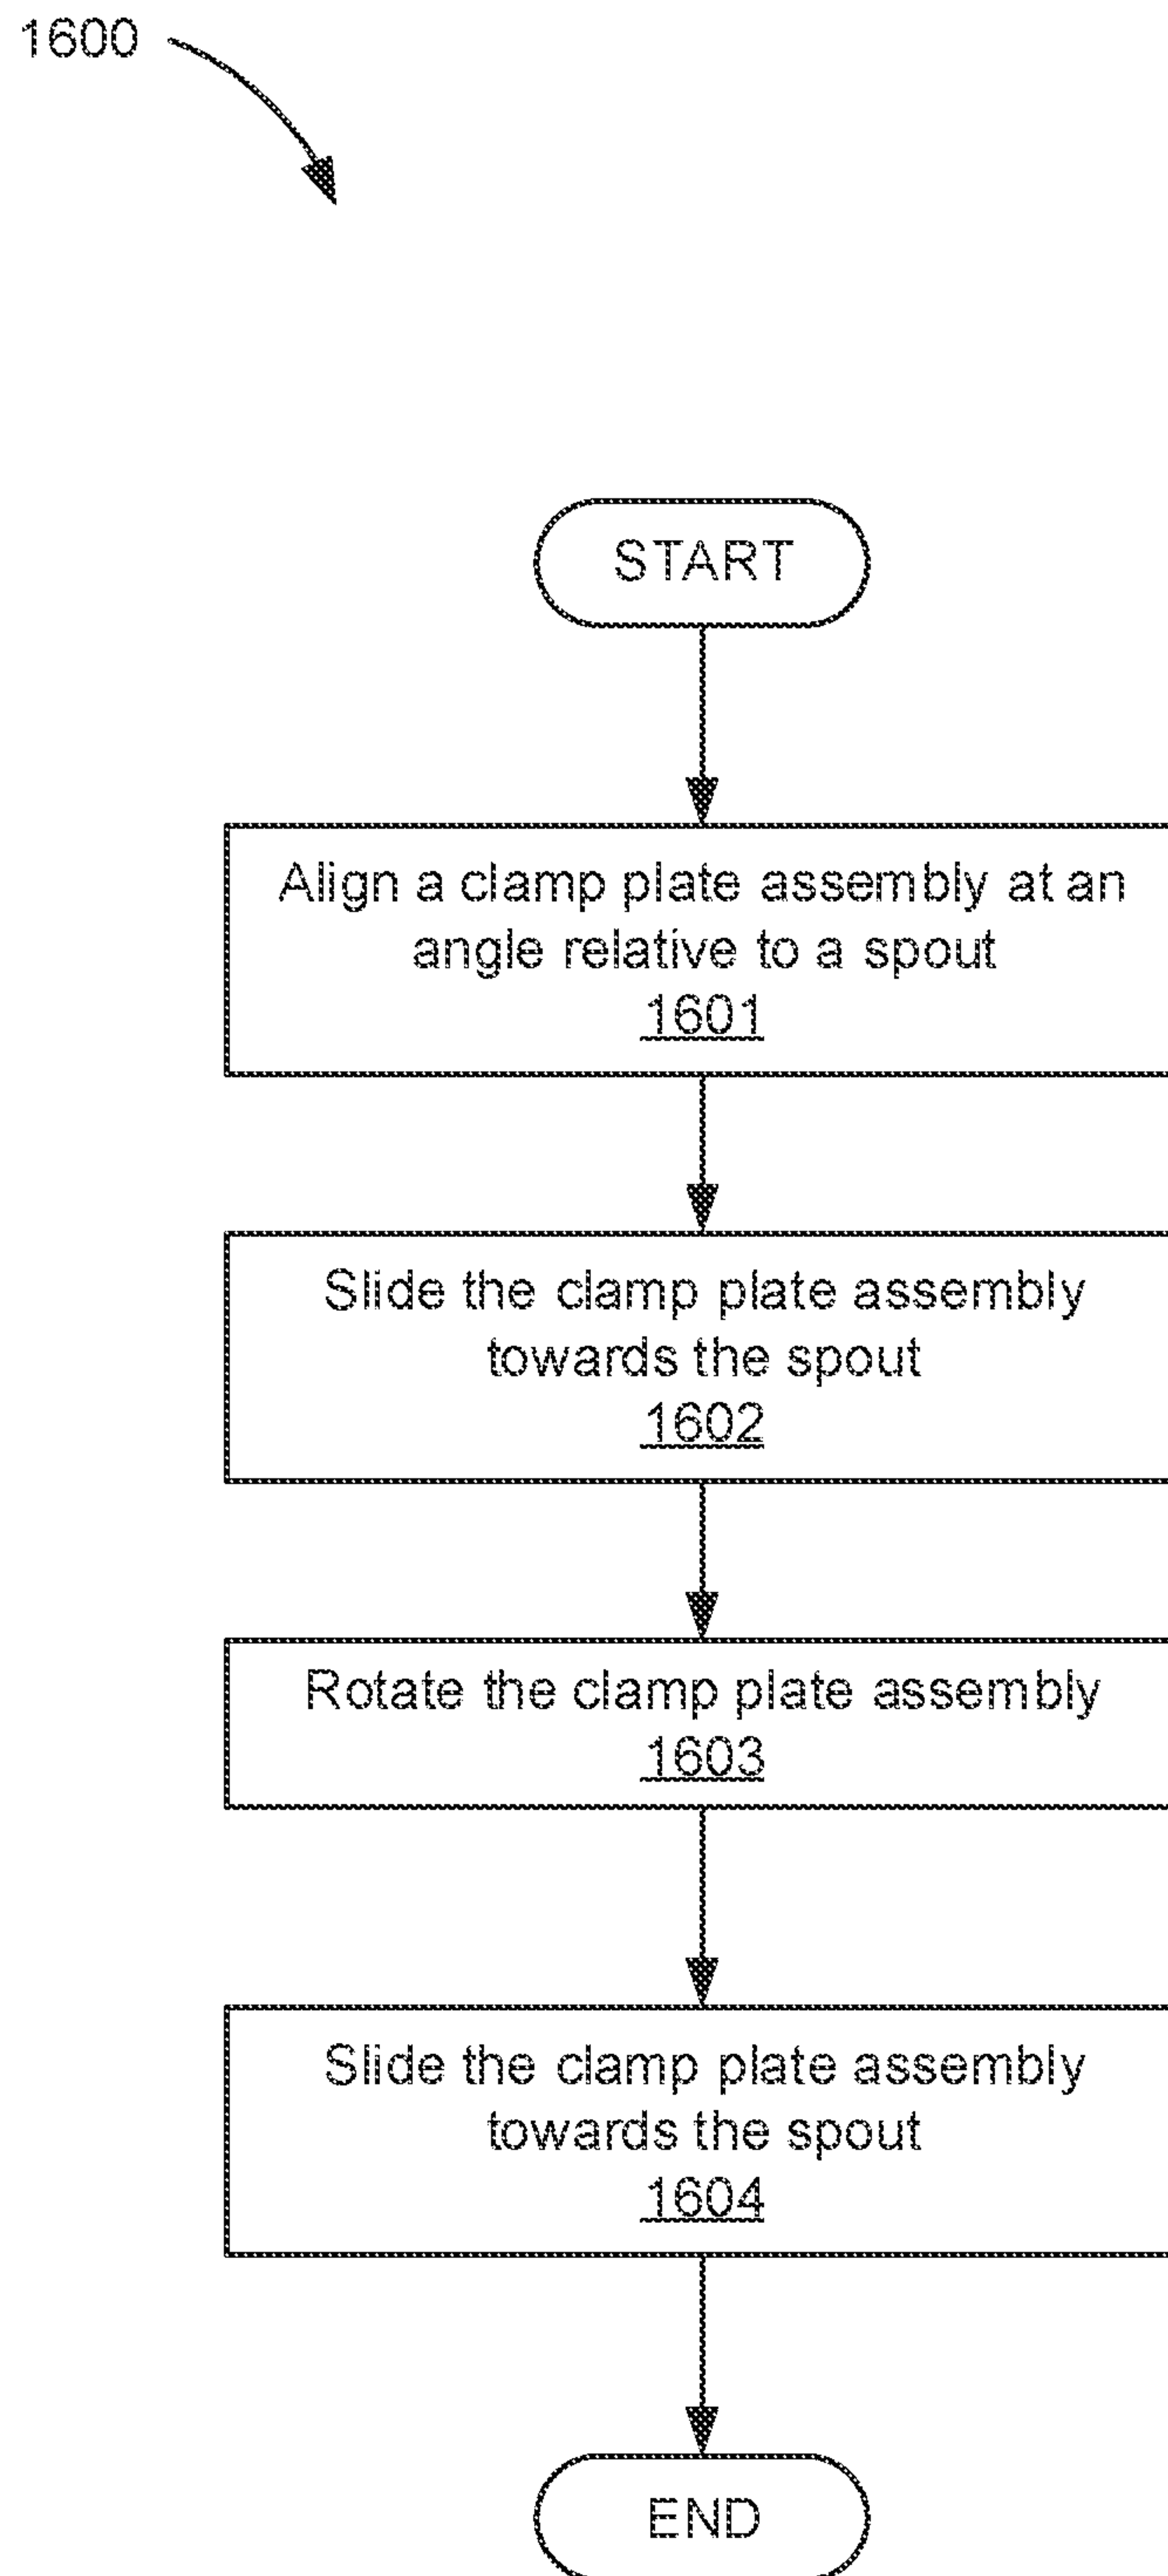 1600
START
Align a clamp plate assembly at an
angle relative to a spout
1601
Slide the clamp plate assembly
towards the spout
1602
Rotate the clamp plate assembly
1603
Slide the clamp plate assembly
towards the spout
1604
END